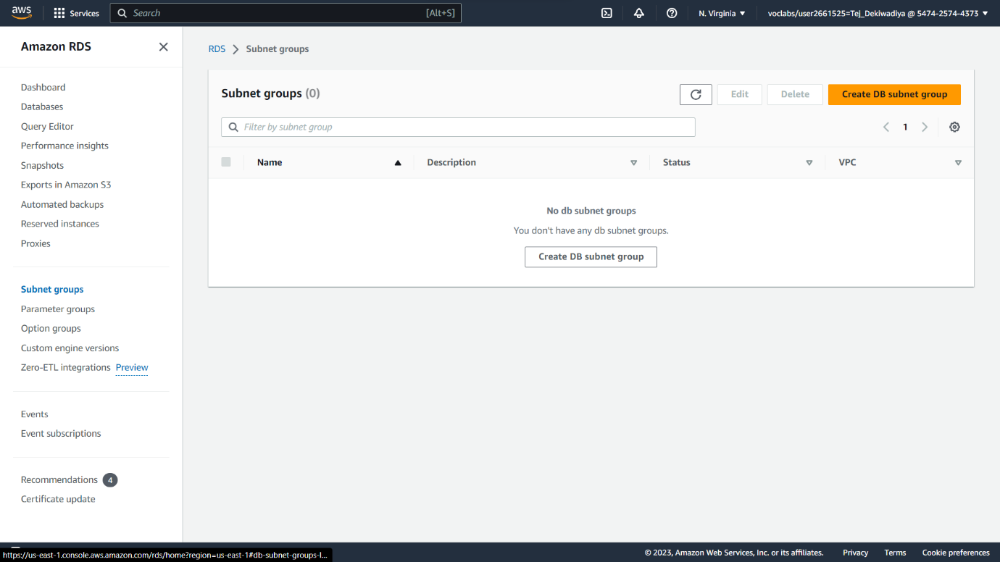 aws
Services
Search
[Alt+S]
N. Virginia
voclabs/user2661525=Tej_Dekiwadiya @ 5474-2574-4373
Amazon RDS
Dashboard
Databases
Query Editor
Performance insights
Snapshots
Exports in Amazon S3
Automated backups
Reserved instances
Proxies
Subnet groups
Parameter groups
Option groups
Custom engine versions
Zero-ETL integrations Preview
Events
Event subscriptions
Recommendations 4
Certificate update
RDS > Subnet groups
Subnet groups (0)
Edit
Delete
Create DB subnet group
Filter by subnet group
1
Name
Description
Status
VPC
No db subnet groups
You don't have any db subnet groups.
Create DB subnet group
https://us-east-1.console.aws.amazon.com/rds/home?region=us-east-1#db-subnet-groups-l...
© 2023, Amazon Web Services, Inc. or its affiliates.
Privacy
Terms
Cookie preferences